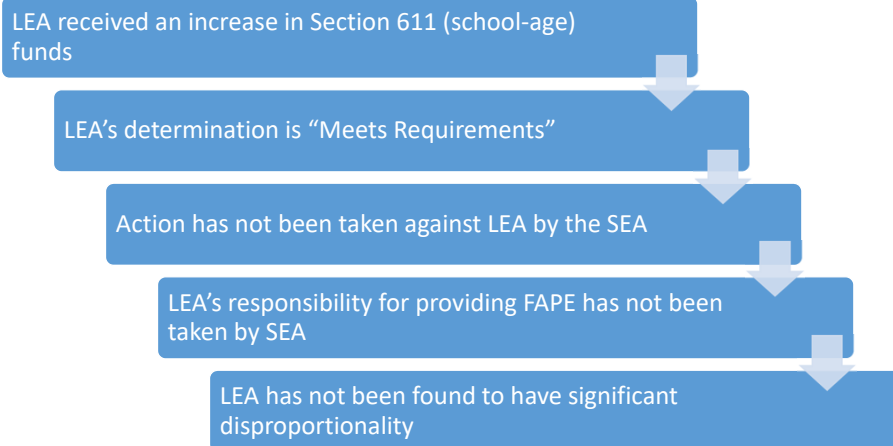 LEA received an increase in Section 611 (school-age)
funds
LEA’s determination is “Meets Requirements”
Action has not been taken against LEA by the SEA
LEA’s responsibility for providing FAPE has not been
taken by SEA
LEA has not been found to have significant
disproportionality